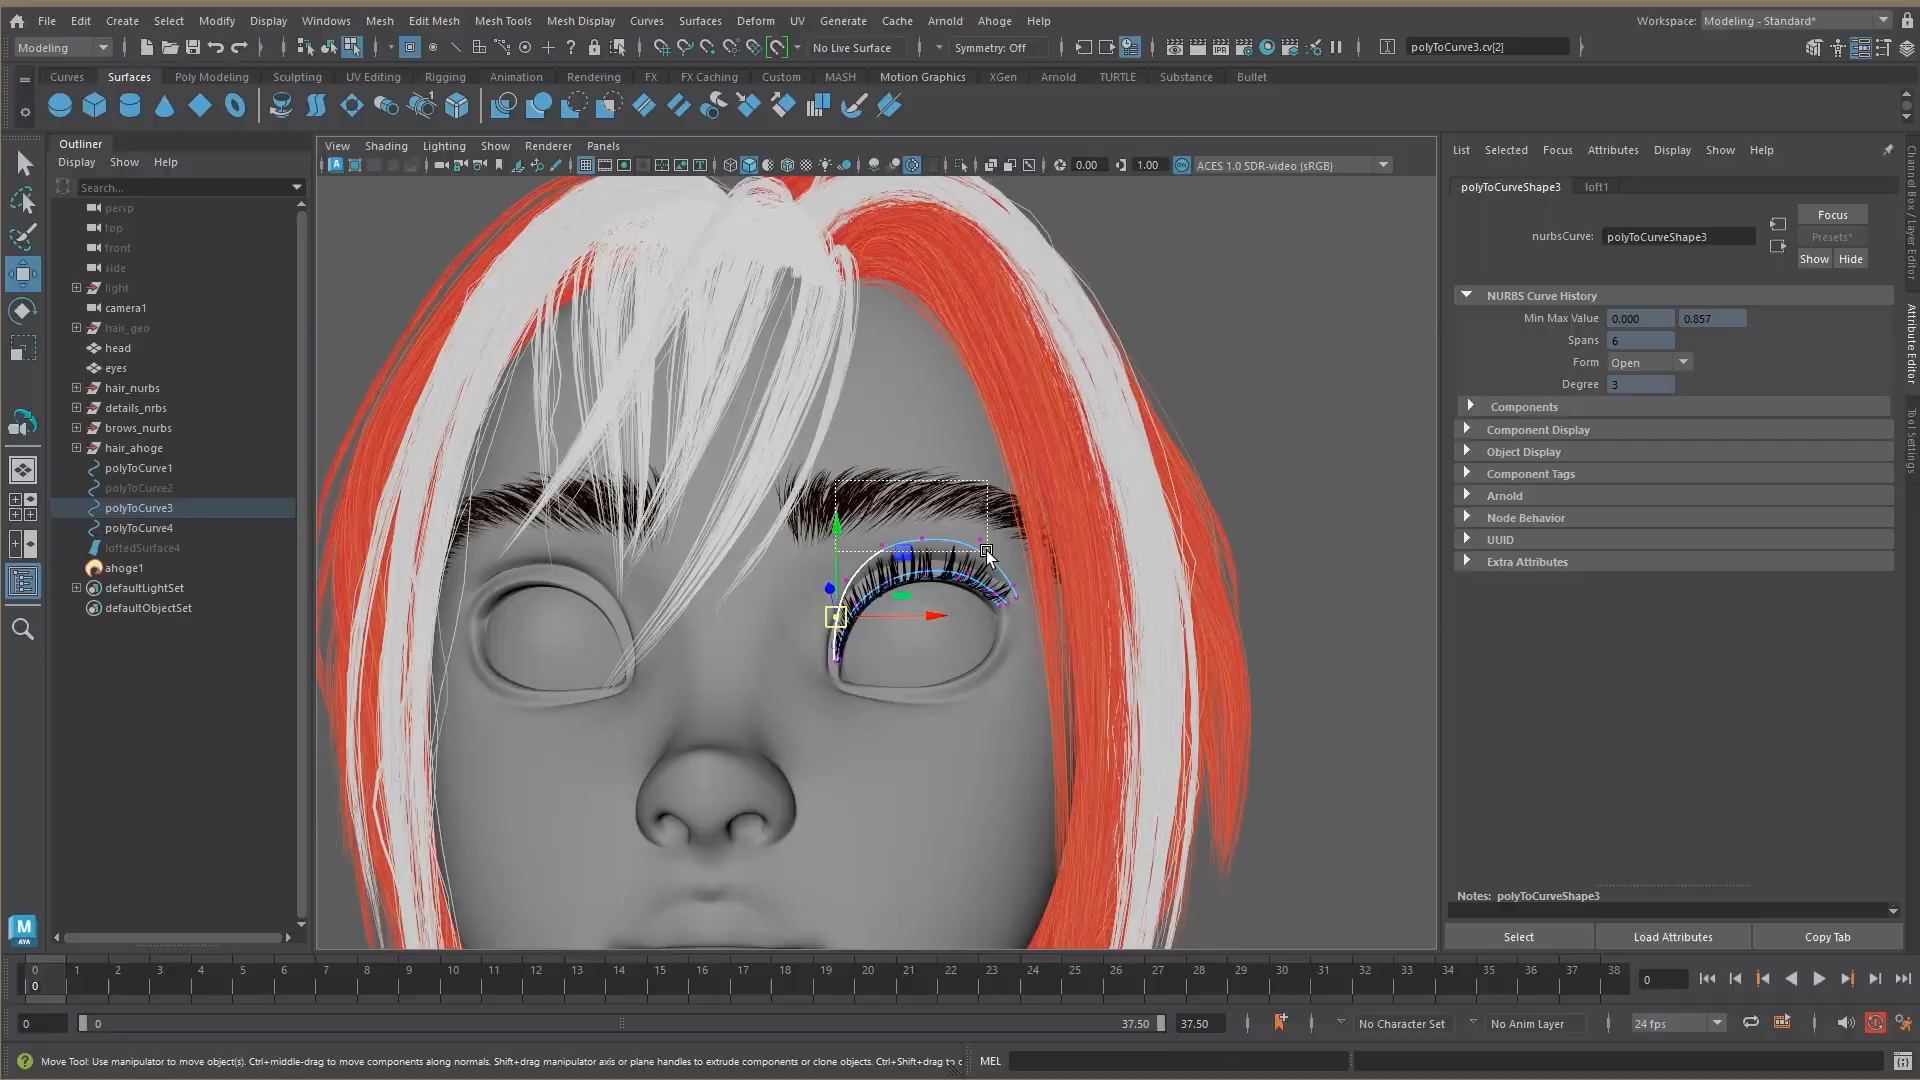 File Edit Create Select Modify Display Windows Mesh Edit Mesh Mesh Tools Mesh Display Curves Surfaces Deform UV Generate Cache Arnold Ahoge Help Workspace: Modeling - Standard*
Modeling No Live Surface Symmetry: Off polyToCurve3.cv[2]
Curves Surfaces Poly Modeling Sculpting UV Editing Rigging Animation Rendering FX FX Caching Custom MASH Motion Graphics XGen Arnold TURTLE Substance Bullet
Outliner
Display Show Help
Search...
persp
top
front
side
light
camera1
hair_geo
head
eyes
hair_nurbs
details_nrbs
brows_nurbs
hair_ahoge
polyToCurve1
polyToCurve2
polyToCurve3
polyToCurve4
loftedSurface4
ahoge1
defaultLightSet
defaultObjectSet
View Shading Lighting Show Renderer Panels
0.00 1.00 ACES 1.0 SDR-video (sRGB)
List Selected Focus Attributes Display Show Help
polyToCurveShape3 loft1
nurbsCurve: polyToCurveShape3
Focus
Presets*
Show Hide
NURBS Curve History
Min Max Value 0.000 0.857
Spans 6
Form Open
Degree 3
Components
Component Display
Object Display
Component Tags
Arnold
Node Behavior
UUID
Extra Attributes
Notes: polyToCurveShape3
Select Load Attributes Copy Tab
Channel Box / Layer Editor
Attribute Editor
Tool Settings
M
AYA
0 1 2 3 4 5 6 7 8 9 10 11 12 13 14 15 16 17 18 19 20 21 22 23 24 25 26 27 28 29 30 31 32 33 34 35 36 37 38
0 0
0 0 37.50 37.50 No Character Set No Anim Layer 24 fps
Move Tool: Use manipulator to move object(s). Ctrl+middle-drag to move components along normals. Shift+drag manipulator axis or plane handles to extrude components or clone objects. Ctrl+Shift+drag to c MEL